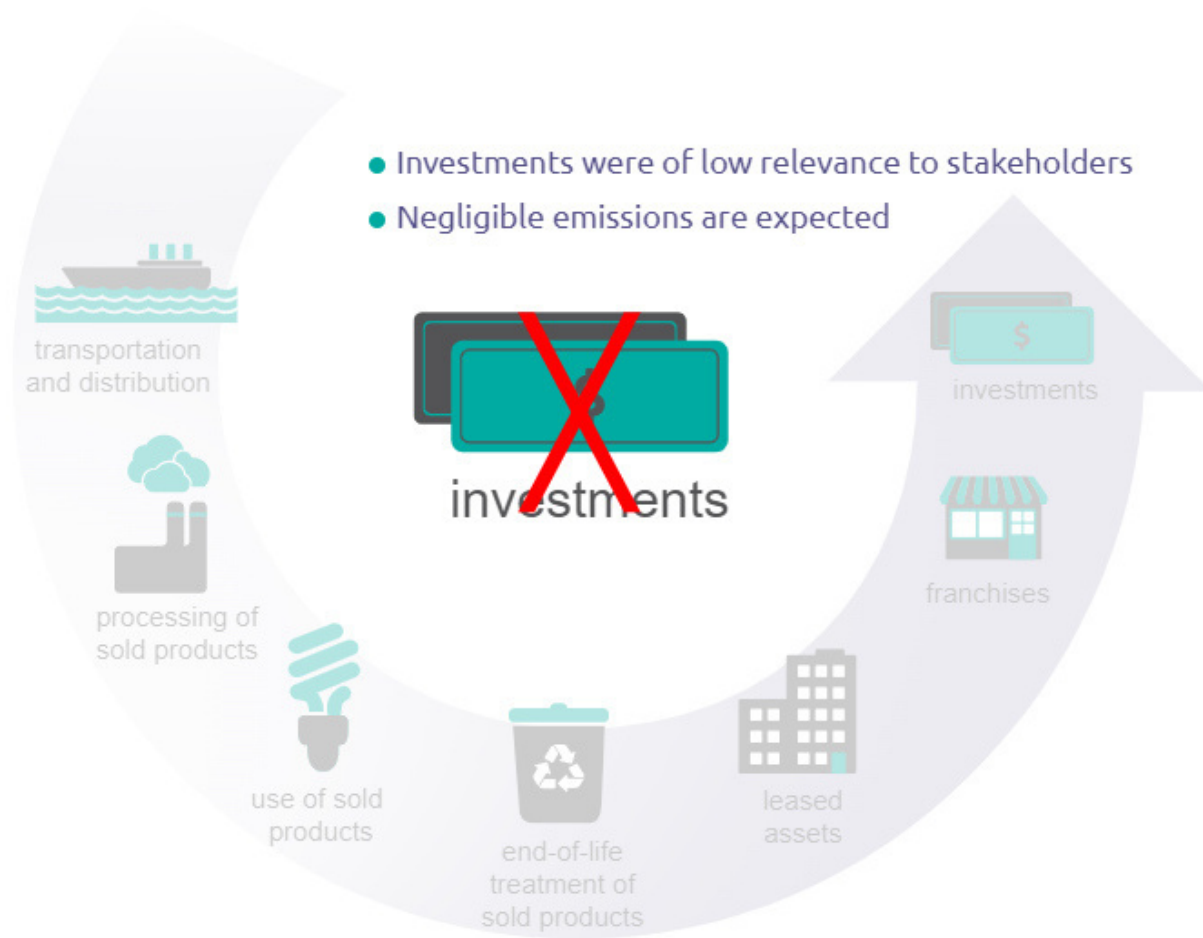 Investments were of low relevance to stakeholders
Negligible emissions are expected
$
investments
transportation
and distribution
processing of
sold products
use of sold
products
end-of-life
treatment of
sold products
leased
assets
franchises
$
investments